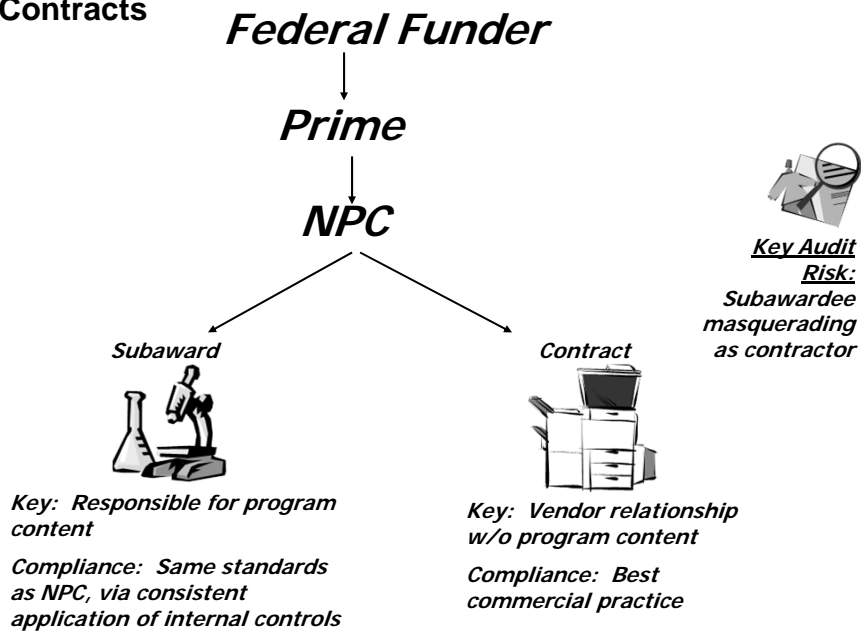 Contracts
Federal Funder
Prime
NPC
Key Audit
Risk:
Subawardee
masquerading
as contractor
Subaward
Contract
Key: Responsible for program
content
Compliance: Same standards
as NPC, via consistent
application of internal controls
Key: Vendor relationship
w/o program content
Compliance: Best
commercial practice